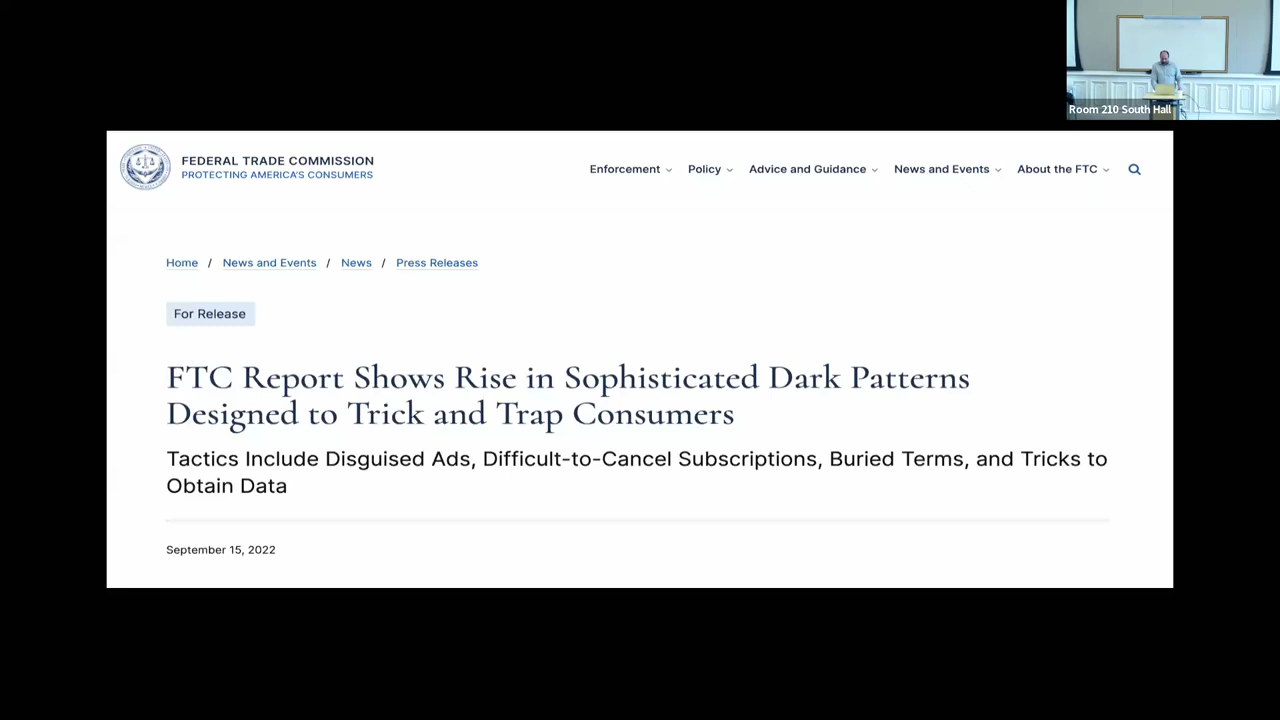 Room 210 South Hall
FEDERAL TRADE COMMISSION
PROTECTING AMERICA'S CONSUMERS
Enforcement Policy Advice and Guidance News and Events About the FTC
Home / News and Events / News / Press Releases
For Release
FTC Report Shows Rise in Sophisticated Dark Patterns
Designed to Trick and Trap Consumers
Tactics Include Disguised Ads, Difficult-to-Cancel Subscriptions, Buried Terms, and Tricks to
Obtain Data
September 15, 2022